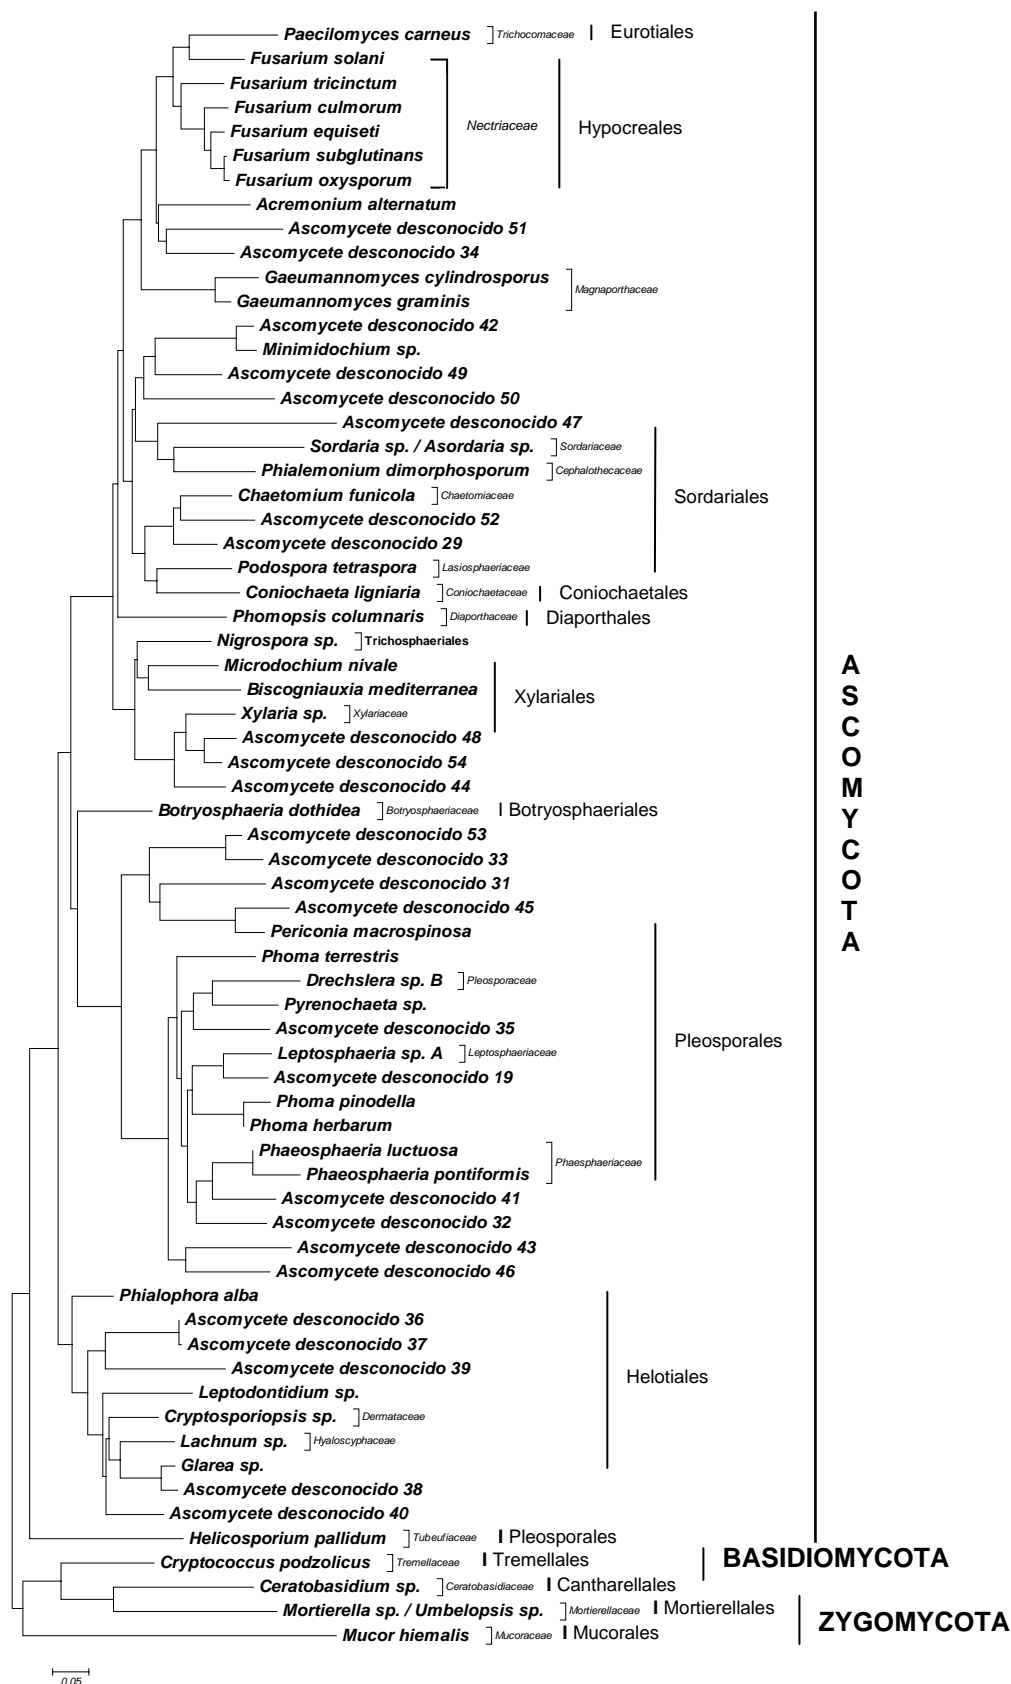 Paecilomyces carneus Trichocomaceae Eurotiales
Fusarium solani
Fusarium tricinctum
Fusarium culmorum
Fusarium equiseti Nectriaceae Hypocreales
Fusarium subglutinans
Fusarium oxysporum
Acremonium alternatum
Ascomycete desconocido 51
Ascomycete desconocido 34
Gaeumannomyces cylindrosporus Magnaporthaceae
Gaeumannomyces graminis
Ascomycete desconocido 42
Minimidochium sp.
Ascomycete desconocido 49
Ascomycete desconocido 50
Ascomycete desconocido 47
Sordaria sp. / Asordaria sp. Sordariaceae
Phialemonium dimorphosporum Cephalothecaceae
Chaetomium funicola Chaetomiaceae Sordariales
Ascomycete desconocido 52
Ascomycete desconocido 29
Podospora tetraspora Lasiosphaeriaceae
Coniochaeta ligniaria Coniochaetaceae Coniochaetales
Phomopsis columnaris Diaporthaceae Diaporthales
Nigrospora sp. Trichosphaeriales
Microdochium nivale
Biscogniauxia mediterranea Xylariales
Xylaria sp. Xylariaceae
Ascomycete desconocido 48
Ascomycete desconocido 54
Ascomycete desconocido 44
Botryosphaeria dothidea Botryosphaeriaceae Botryosphaeriales
Ascomycete desconocido 53
Ascomycete desconocido 33
Ascomycete desconocido 31
Ascomycete desconocido 45
Periconia macrospinosa
Phoma terrestris
Drechslera sp. B Pleosporaceae
Pyrenochaeta sp.
Ascomycete desconocido 35 Pleosporales
Leptosphaeria sp. A Leptosphaeriaceae
Ascomycete desconocido 19
Phoma pinodella
Phoma herbarum
Phaeosphaeria luctuosa Phaesphaeriaceae
Phaeosphaeria pontiformis
Ascomycete desconocido 41
Ascomycete desconocido 32
Ascomycete desconocido 43
Ascomycete desconocido 46
Phialophora alba
Ascomycete desconocido 36
Ascomycete desconocido 37
Ascomycete desconocido 39 Helotiales
Leptodontidium sp.
Cryptosporiopsis sp. Dermataceae
Lachnum sp. Hyaloscyphaceae
Glarea sp.
Ascomycete desconocido 38
Ascomycete desconocido 40
Helicosporium pallidum Tubeufiaceae Pleosporales
A
S
C
O
M
Y
C
O
T
A
Cryptococcus podzolicus Tremellaceae Tremellales BASIDIOMYCOTA
Ceratobasidium sp. Ceratobasidiaceae Cantharellales
Mortierella sp. / Umbelopsis sp. Mortierellaceae Mortierellales ZYGOMYCOTA
Mucor hiemalis Mucoraceae Mucorales
0.05